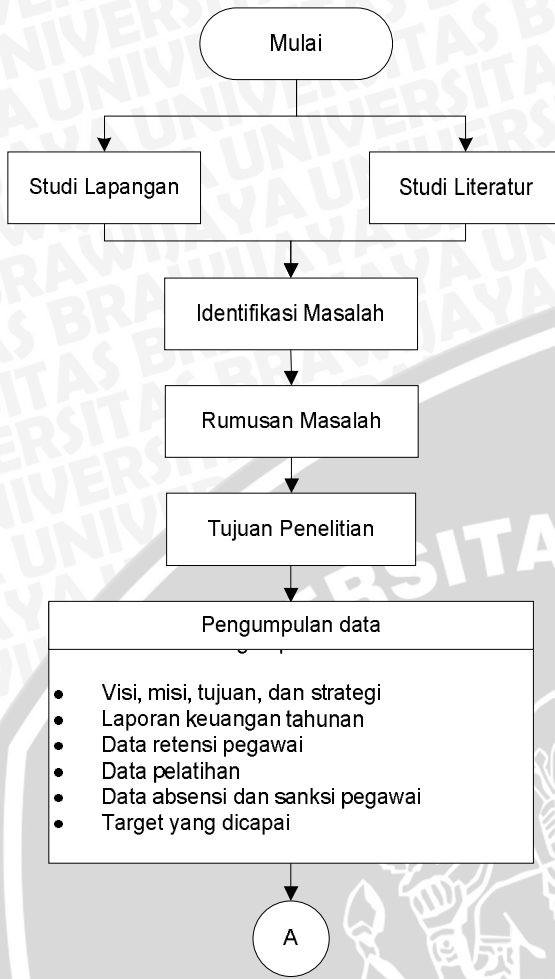 Mulai
Studi Lapangan
Studi Literatur
Identifikasi Masalah
Rumusan Masalah
Tujuan Penelitian
Pengumpulan data
• Visi, misi, tujuan, dan strategi
• Laporan keuangan tahunan
• Data retensi pegawai
• Data pelatihan
• Data absensi dan sanksi pegawai
• Target yang dicapai
A